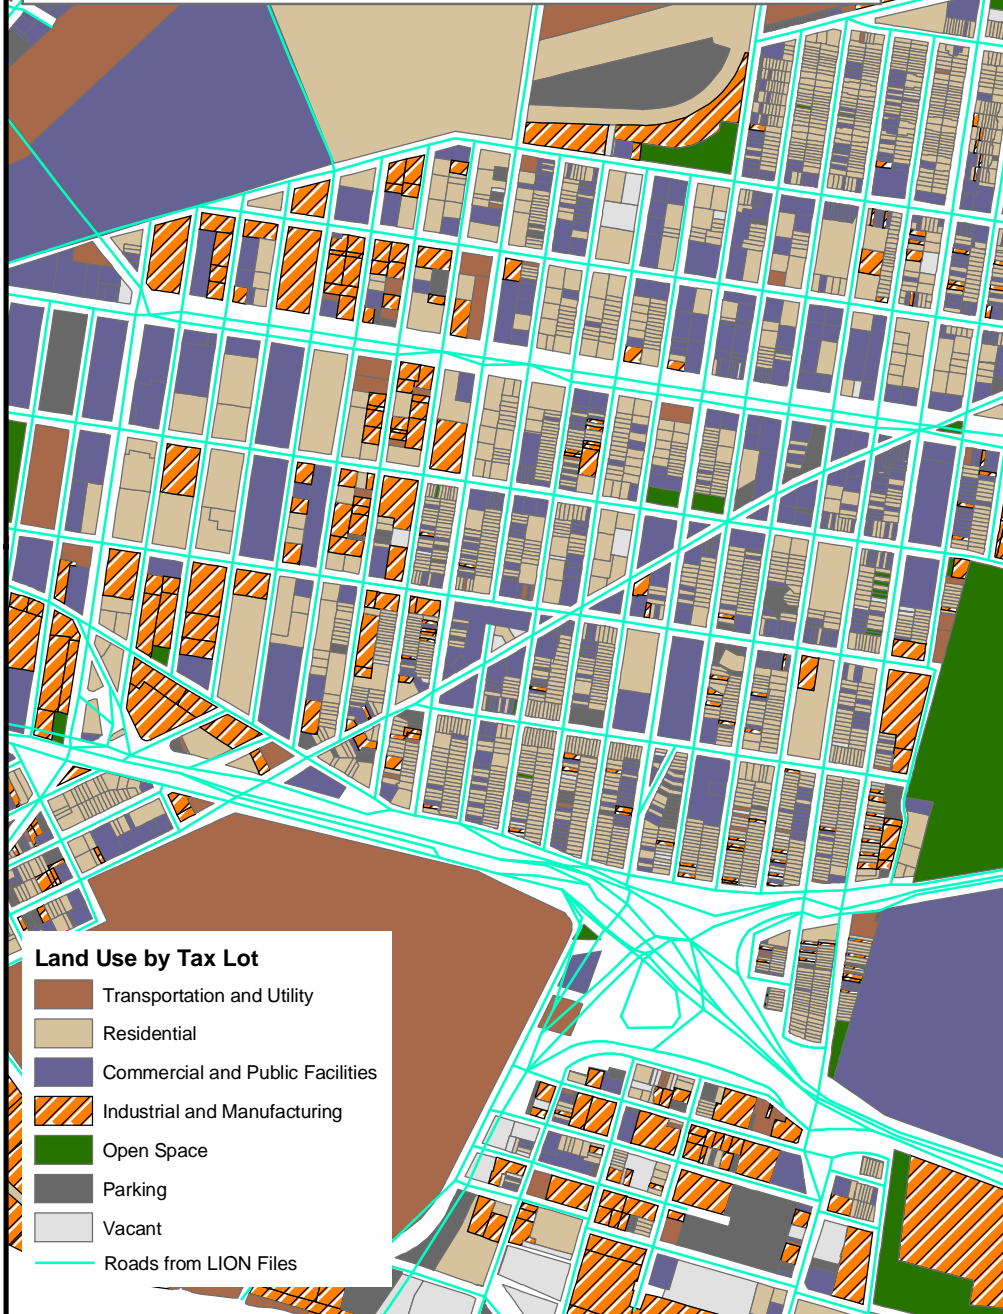 Land Use by Tax Lot
Transportation and Utility
Residential
Commercial and Public Facilities
Industrial and Manufacturing
Open Space
Parking
Vacant
Roads from LION Files